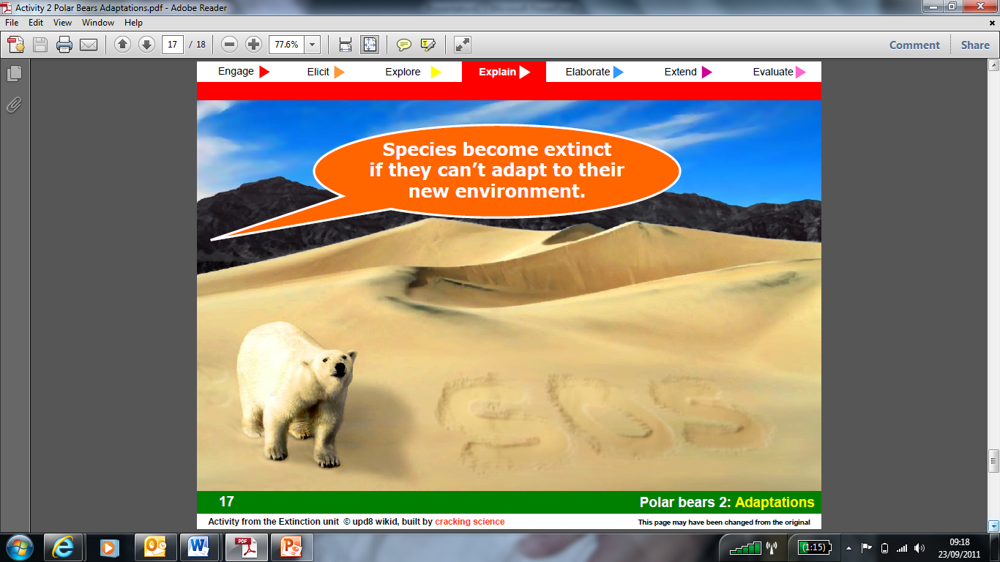 Activity 2 Polar Bears Adaptations.pdf - Adobe Reader
File Edit View Window Help
17 / 18 77.6% Comment Share
Engage Elicit Explore Explain Elaborate Extend Evaluate
Species become extinct
if they can’t adapt to their
new environment.
SOS
17 Polar bears 2: Adaptations
Activity from the Extinction unit © upd8 wikid, built by cracking science This page may have been changed from the original
(1:15) 09:18
23/09/2011